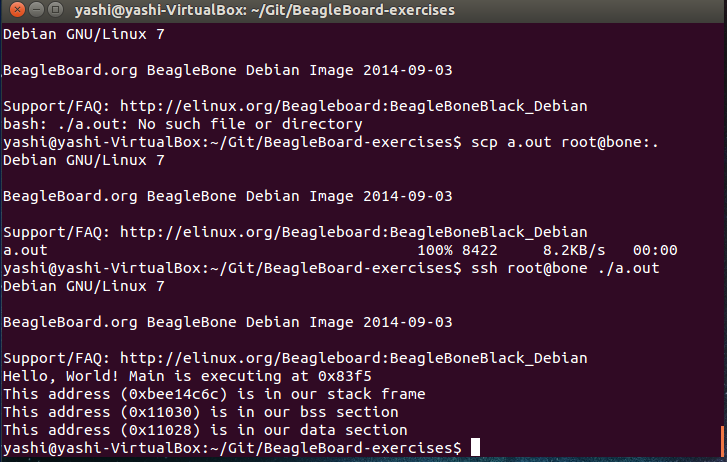 yashi@yashi-VirtualBox: ~/Git/BeagleBoard-exercises
Debian GNU/Linux 7
BeagleBoard.org BeagleBone Debian Image 2014-09-03
Support/FAQ: http://elinux.org/Beagleboard:BeagleBoneBlack_Debian
bash: ./a.out: No such file or directory
yashi@yashi-VirtualBox:~/Git/BeagleBoard-exercises$ scp a.out root@bone:.
Debian GNU/Linux 7
BeagleBoard.org BeagleBone Debian Image 2014-09-03
Support/FAQ: http://elinux.org/Beagleboard:BeagleBoneBlack_Debian
a.out 100% 8422 8.2KB/s 00:00
yashi@yashi-VirtualBox:~/Git/BeagleBoard-exercises$ ssh root@bone ./a.out
Debian GNU/Linux 7
BeagleBoard.org BeagleBone Debian Image 2014-09-03
Support/FAQ: http://elinux.org/Beagleboard:BeagleBoneBlack_Debian
Hello, World! Main is executing at 0x83f5
This address (0xbee14c6c) is in our stack frame
This address (0x11030) is in our bss section
This address (0x11028) is in our data section
yashi@yashi-VirtualBox:~/Git/BeagleBoard-exercises$